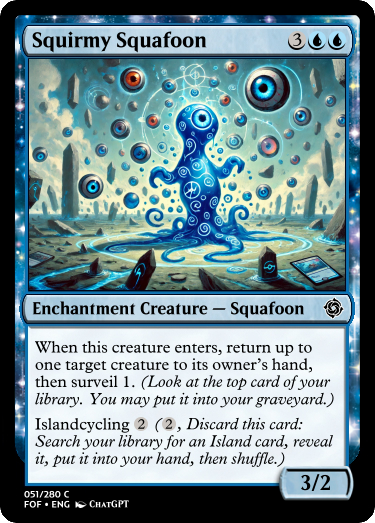 Squirmy Squafoon 3
Enchantment Creature — Squafoon
When this creature enters, return up to
one target creature to its owner's hand,
then surveil 1. (Look at the top card of your
library. You may put it into your graveyard.)
Islandcycling 2 (2, Discard this card:
Search your library for an Island card, reveal
it, put it into your hand, then shuffle.)
3/2
051/280 C
FOF • ENG ChatGPT